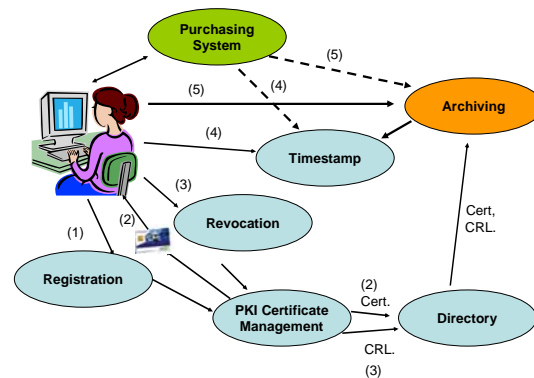 Purchasing
System
(5)
(4)
(5)
Archiving
(4)
Timestamp
(3)
Cert,
CRL.
(2)
Revocation
(1)
Registration
(2)
Cert.
PKI Certificate
Management
Directory
CRL.
(3)